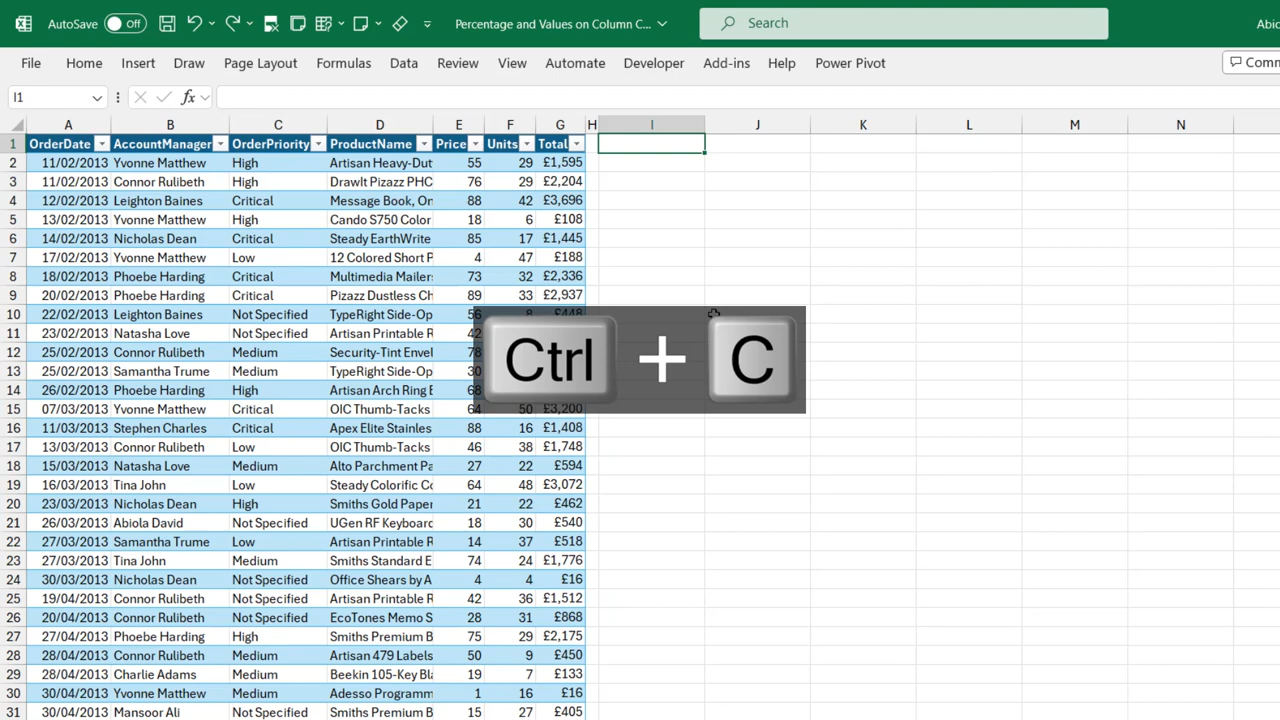 AutoSave Off Percentage and Values on Column C... Search Abio
File Home Insert Draw Page Layout Formulas Data Review View Automate Developer Add-ins Help Power Pivot Comm
I1 fx
A B C D E F G H I J K L M N
1 OrderDate AccountManager OrderPriority ProductName Price Units Total
2 11/02/2013 Yvonne Matthew High Artisan Heavy-Dut 55 29 £1,595
3 11/02/2013 Connor Rulibeth High DrawIt Pizazz PHC 76 29 £2,204
4 12/02/2013 Leighton Baines Critical Message Book, On 88 42 £3,696
5 13/02/2013 Yvonne Matthew High Cando S750 Color 18 6 £108
6 14/02/2013 Nicholas Dean Critical Steady EarthWrite 85 17 £1,445
7 17/02/2013 Yvonne Matthew Low 12 Colored Short P 4 47 £188
8 18/02/2013 Phoebe Harding Critical Multimedia Mailers 73 32 £2,336
9 20/02/2013 Phoebe Harding Critical Pizazz Dustless Ch 89 33 £2,937
10 22/02/2013 Leighton Baines Not Specified TypeRight Side-Op 56 8 £448
11 23/02/2013 Natasha Love Not Specified Artisan Printable R 42
12 25/02/2013 Connor Rulibeth Medium Security-Tint Envel 78
13 25/02/2013 Samantha Trume Medium TypeRight Side-Op 30
14 26/02/2013 Phoebe Harding High Artisan Arch Ring B 68
Ctrl + C
15 07/03/2013 Yvonne Matthew Critical OIC Thumb-Tacks 64 50 £3,200
16 11/03/2013 Stephen Charles Critical Apex Elite Stainles 88 16 £1,408
17 13/03/2013 Connor Rulibeth Low OIC Thumb-Tacks 46 38 £1,748
18 15/03/2013 Natasha Love Medium Alto Parchment Pa 27 22 £594
19 16/03/2013 Tina John Low Steady Colorific Co 64 48 £3,072
20 23/03/2013 Nicholas Dean High Smiths Gold Paper 21 22 £462
21 26/03/2013 Abiola David Not Specified UGen RF Keyboard 18 30 £540
22 27/03/2013 Samantha Trume Low Artisan Printable R 14 37 £518
23 27/03/2013 Tina John Medium Smiths Standard E 74 24 £1,776
24 30/03/2013 Nicholas Dean Not Specified Office Shears by A 4 4 £16
25 19/04/2013 Connor Rulibeth Not Specified Artisan Printable R 42 36 £1,512
26 20/04/2013 Connor Rulibeth Not Specified EcoTones Memo S 28 31 £868
27 27/04/2013 Phoebe Harding High Smiths Premium B 75 29 £2,175
28 28/04/2013 Connor Rulibeth Medium Artisan 479 Labels 50 9 £450
29 28/04/2013 Charlie Adams Medium Beekin 105-Key Bla 19 7 £133
30 30/04/2013 Yvonne Matthew Medium Adesso Programm 1 16 £16
31 30/04/2013 Mansoor Ali Not Specified Smiths Premium B 15 27 £405